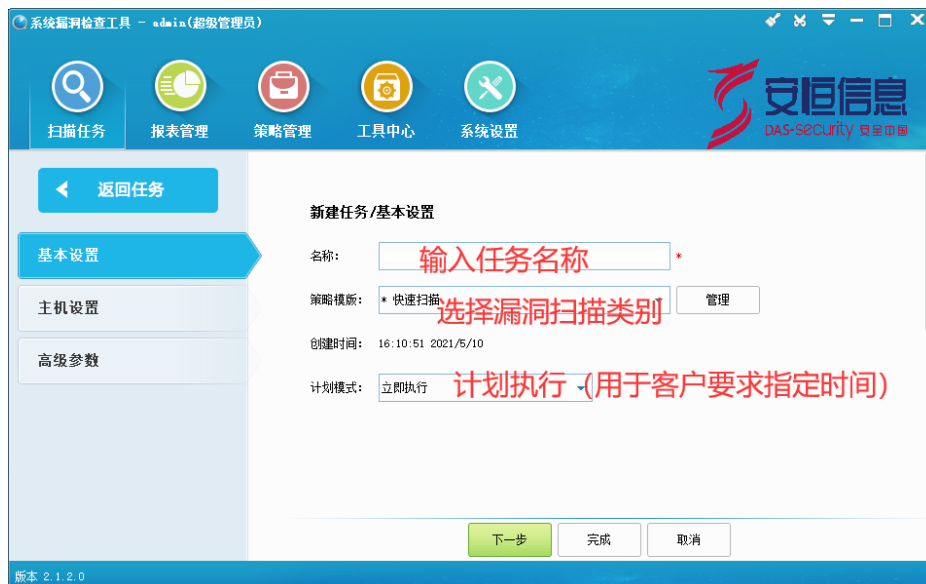 系统漏洞检查工具 - admin(超级管理员)
扫描任务 报表管理 策略管理 工具中心 系统设置
安恒信息
DAS-Security 安全中国
返回任务
基本设置
主机设置
高级参数
新建任务/基本设置
名称: 输入任务名称 *
策略模版: * 快速扫描 选择漏洞扫描类别 管理
创建时间: 16:10:51 2021/5/10
计划模式: 立即执行 计划执行（用于客户要求指定时间）
下一步 完成 取消
版本 2.1.2.0